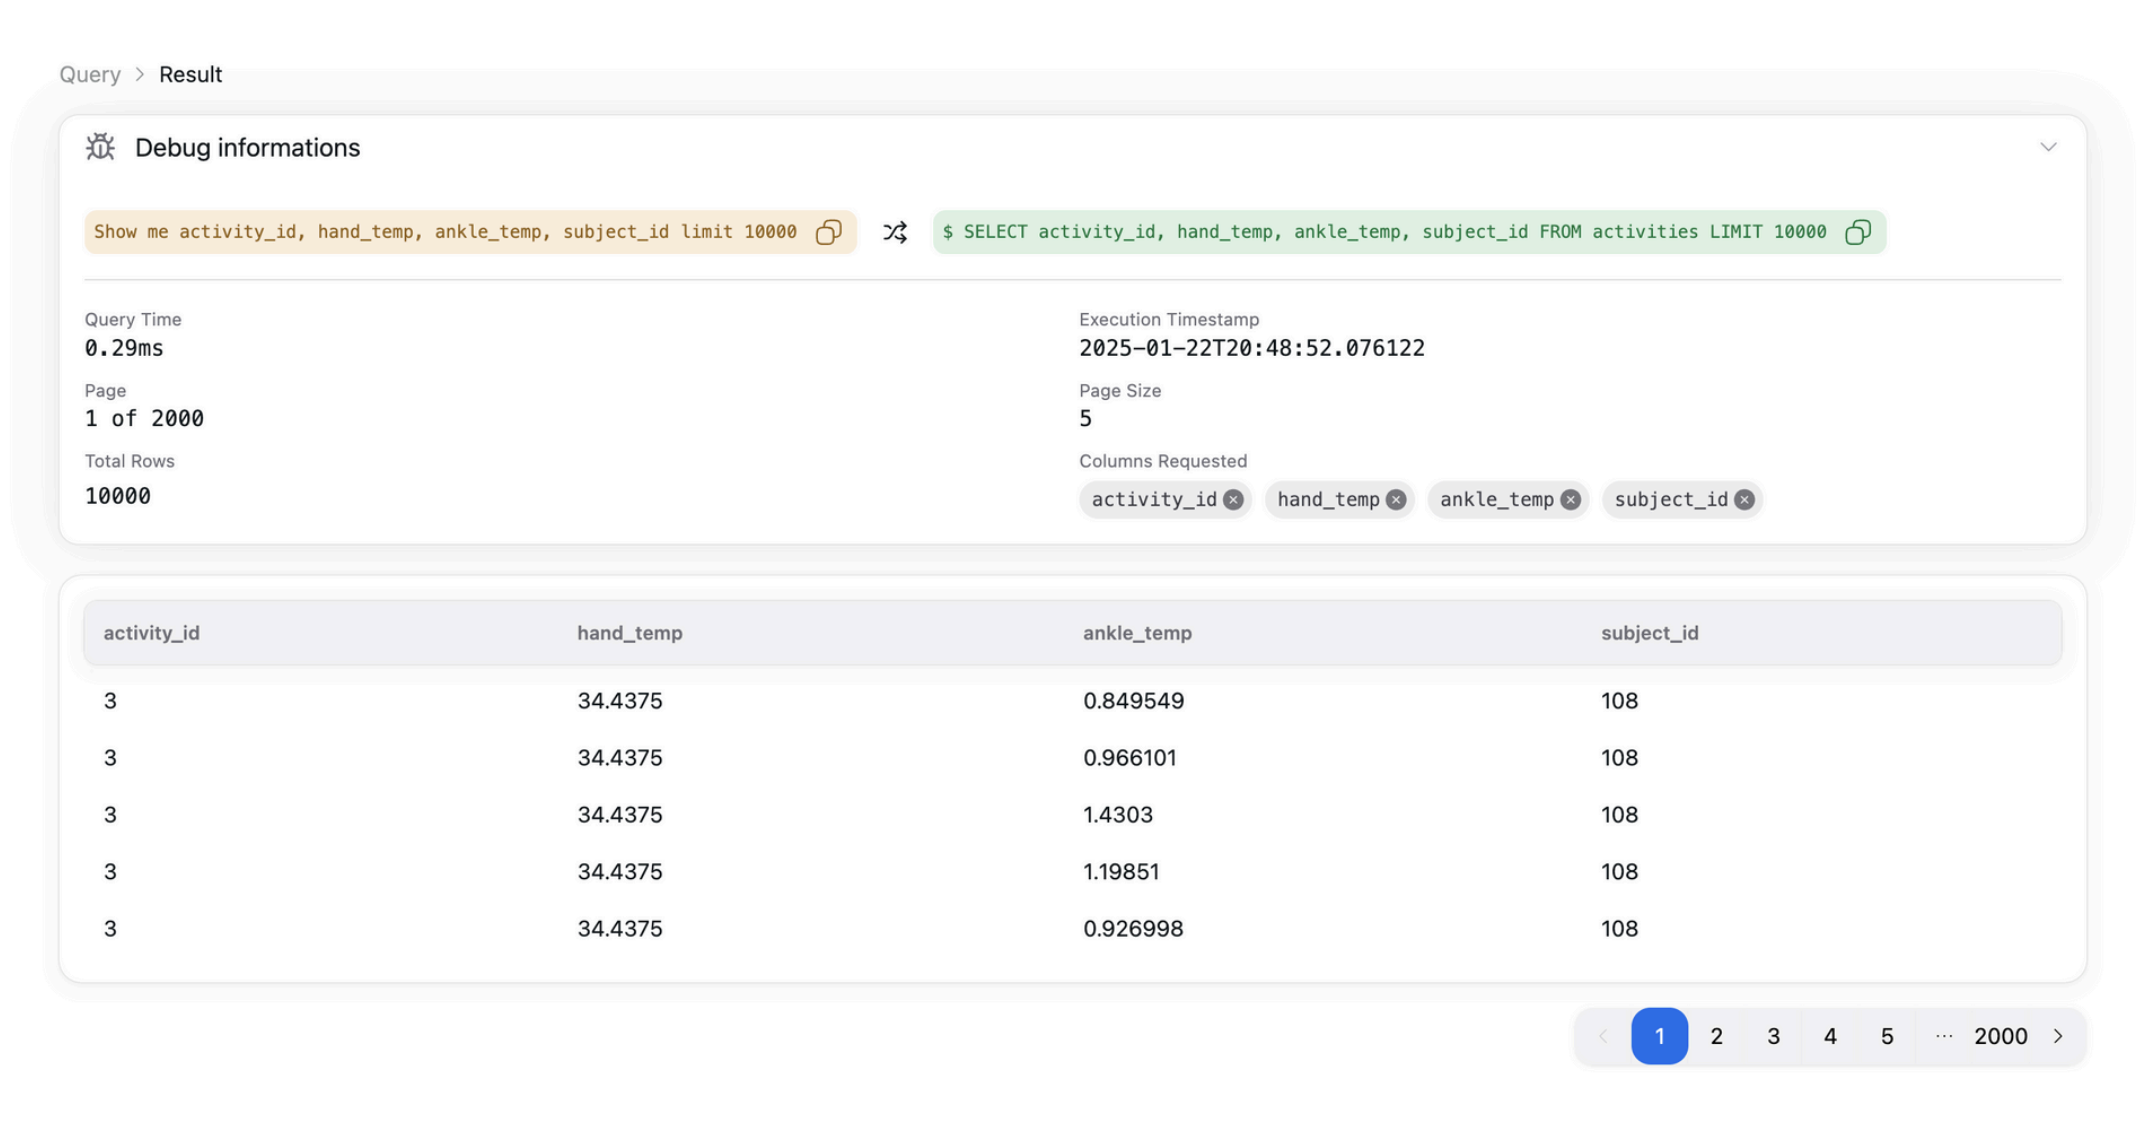 Query > Result
Debug informations
Show me activity_id, hand_temp, ankle_temp, subject_id limit 10000
$ SELECT activity_id, hand_temp, ankle_temp, subject_id FROM activities LIMIT 10000
Query Time
0.29ms
Execution Timestamp
2025-01-22T20:48:52.076122
Page
1 of 2000
Page Size
5
Total Rows
10000
Columns Requested
activity_id hand_temp ankle_temp subject_id
activity_id hand_temp ankle_temp subject_id
3 34.4375 0.849549 108
3 34.4375 0.966101 108
3 34.4375 1.4303 108
3 34.4375 1.19851 108
3 34.4375 0.926998 108
1 2 3 4 5 ... 2000